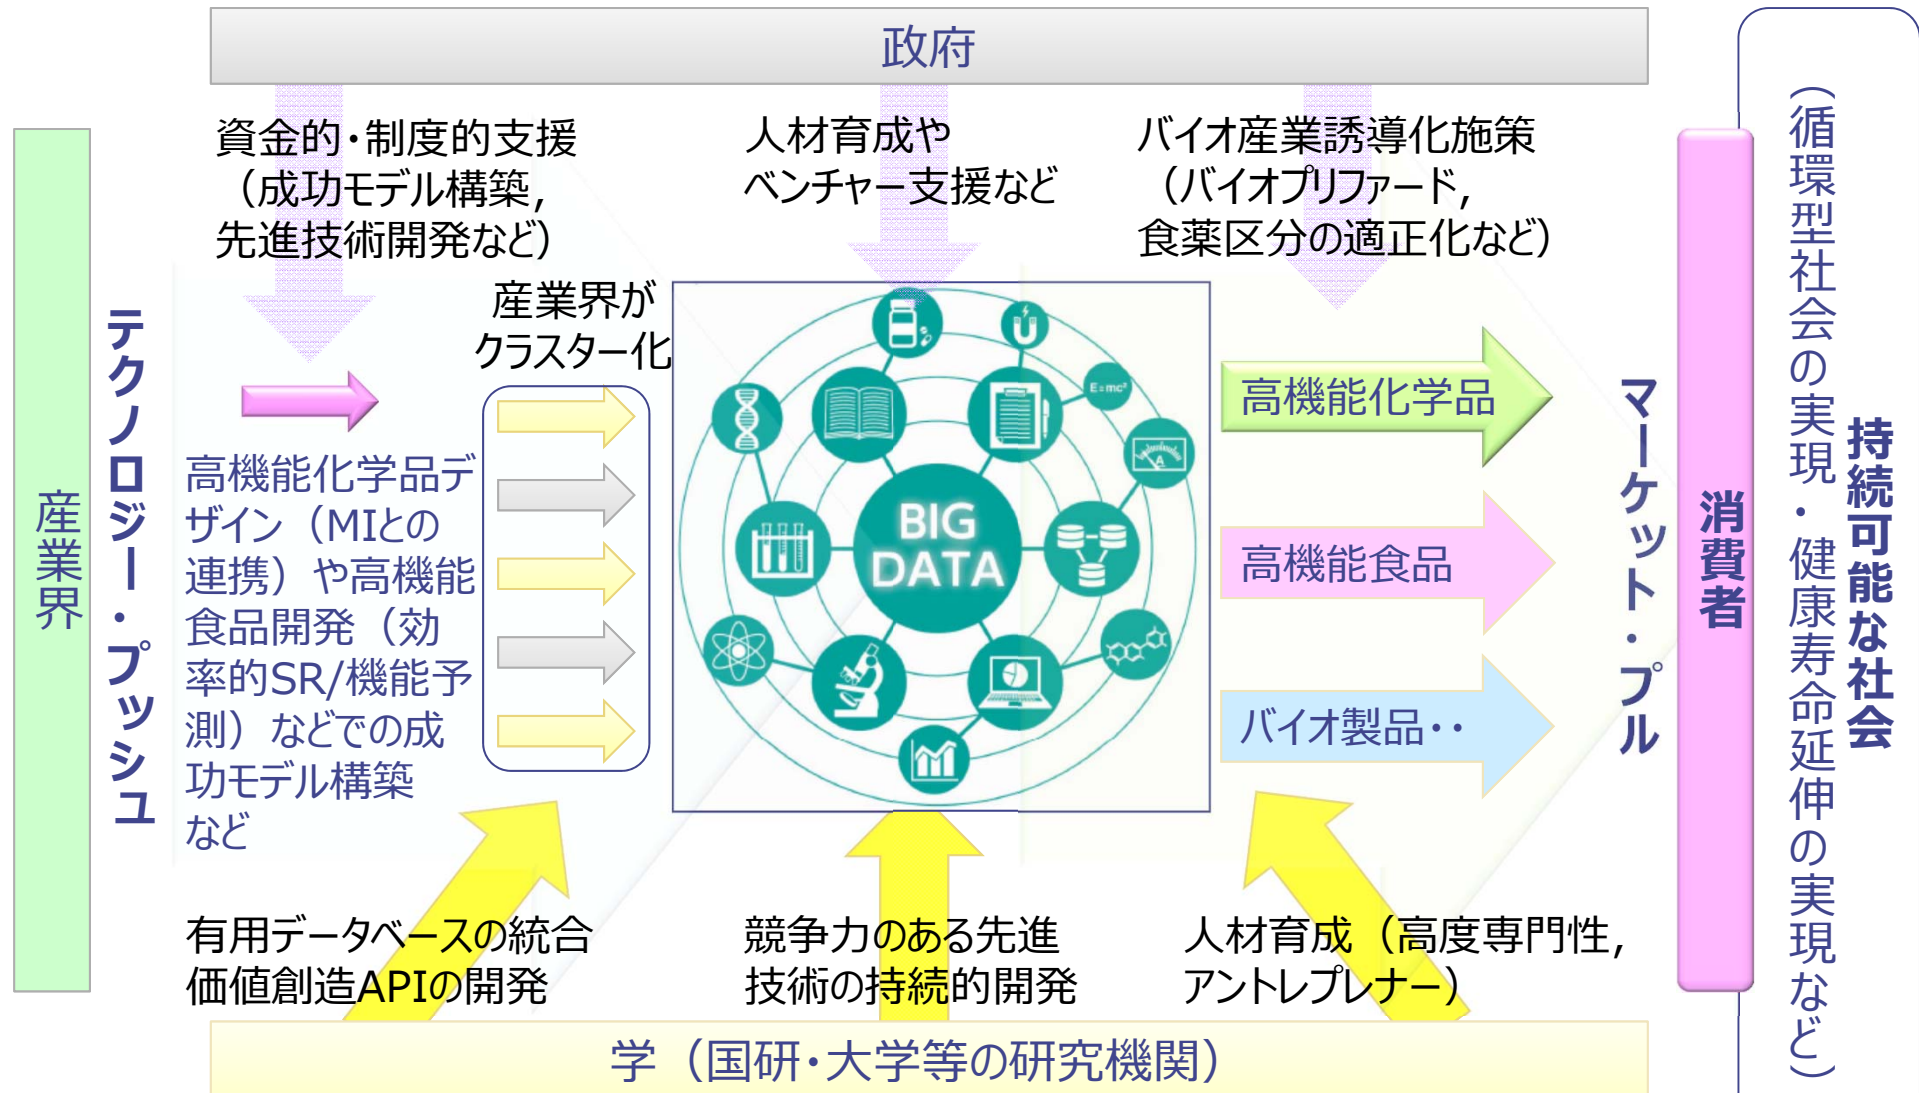 政府
資金的・制度的支援
（成功モデル構築,
先進技術開発など）
人材育成や
ベンチャー支援など
バイオ産業誘導化施策
（バイオプリファード,
食薬区分の適正化など）
産業界
テクノロジー・プッシュ
産業界が
クラスター化
高機能化学品デ
ザイン（MIとの
連携）や高機能
食品開発（効
率的SR/機能予
測）などでの成
功モデル構築
など
E=mc²
A
BIG
DATA
高機能化学品
高機能食品
バイオ製品・・
マーケット・プル
消費者
持続可能な社会
（循環型社会の実現・健康寿命延伸の実現など）
有用データベースの統合
価値創造APIの開発
競争力のある先進
技術の持続的開発
人材育成（高度専門性,
アントレプレナー）
学（国研・大学等の研究機関）